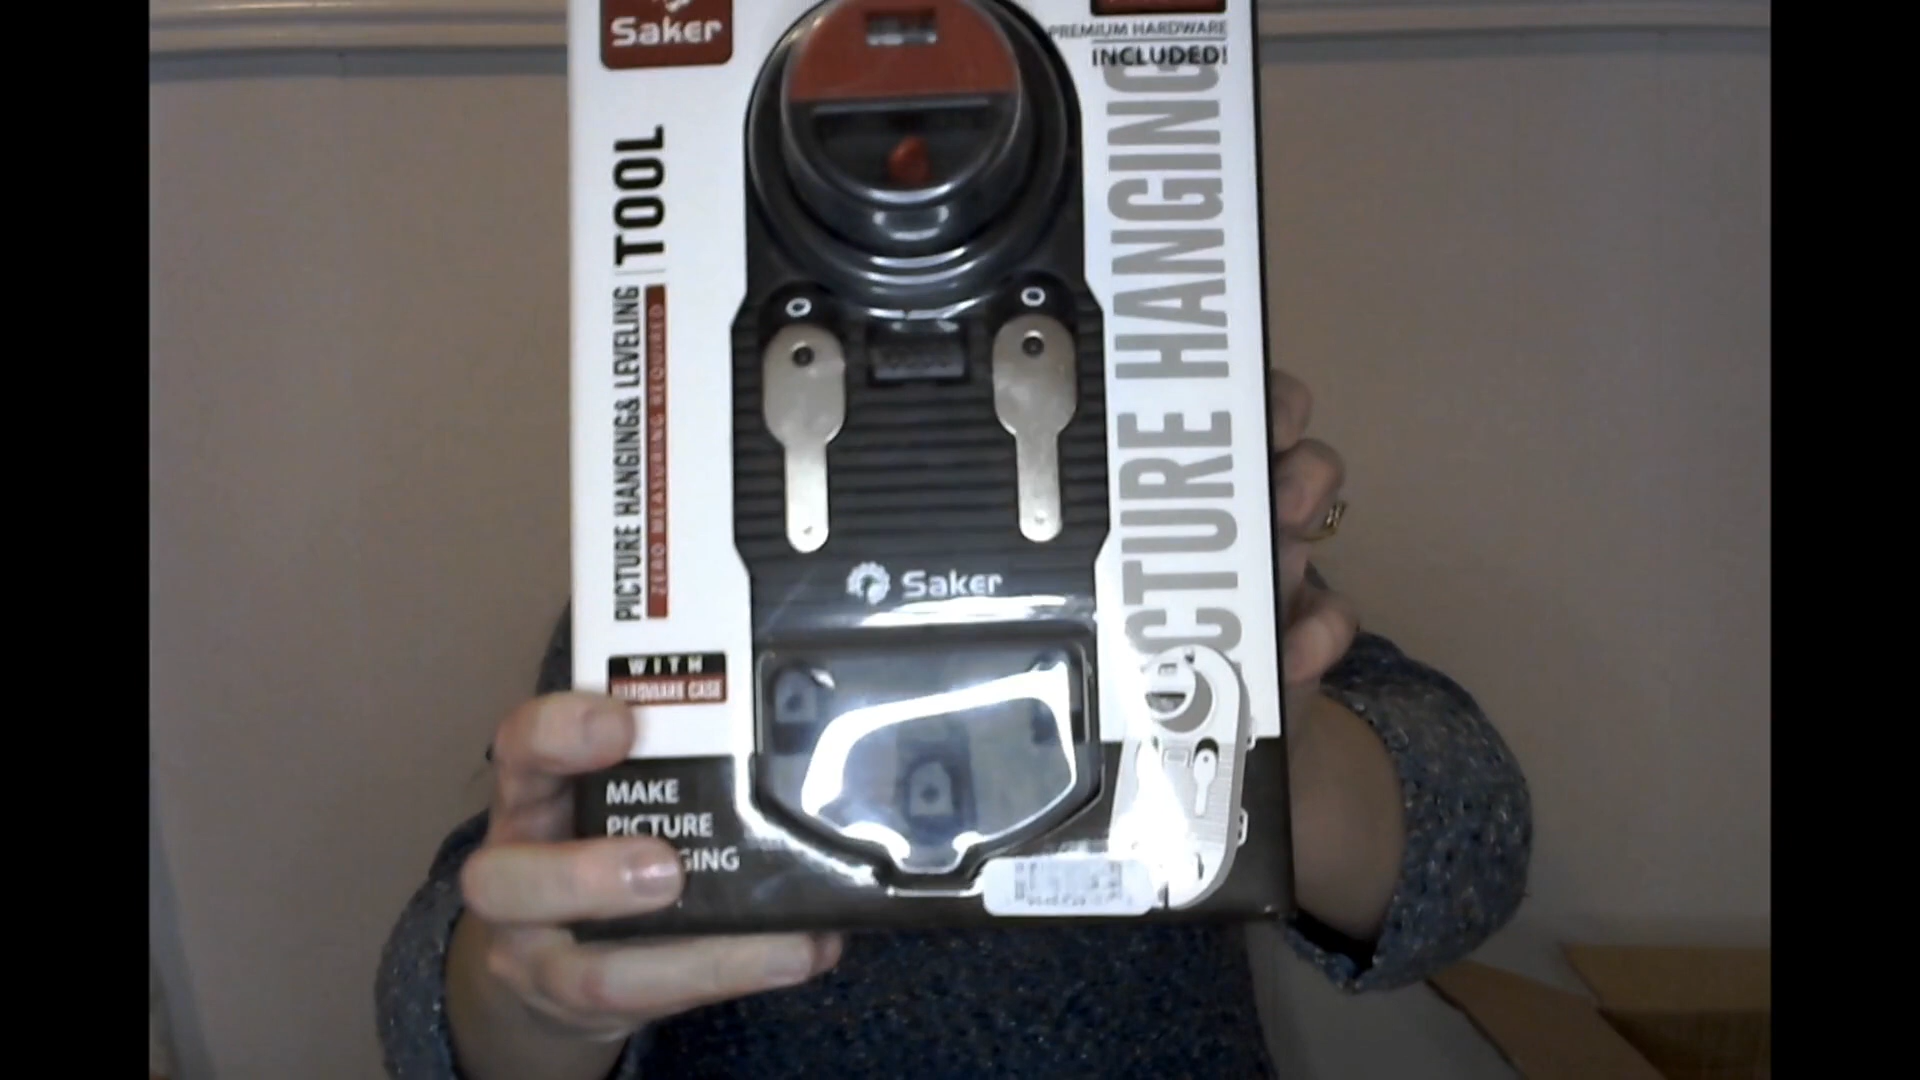 Saker
PREMIUM HARDWARE
INCLUDED!
PICTURE HANGING& LEVELING TOOL
ZERO MEASURING REQUIRED
CTURE HANGING
Saker
WITH
HARDWARE CASE
MAKE
PICTURE
GING